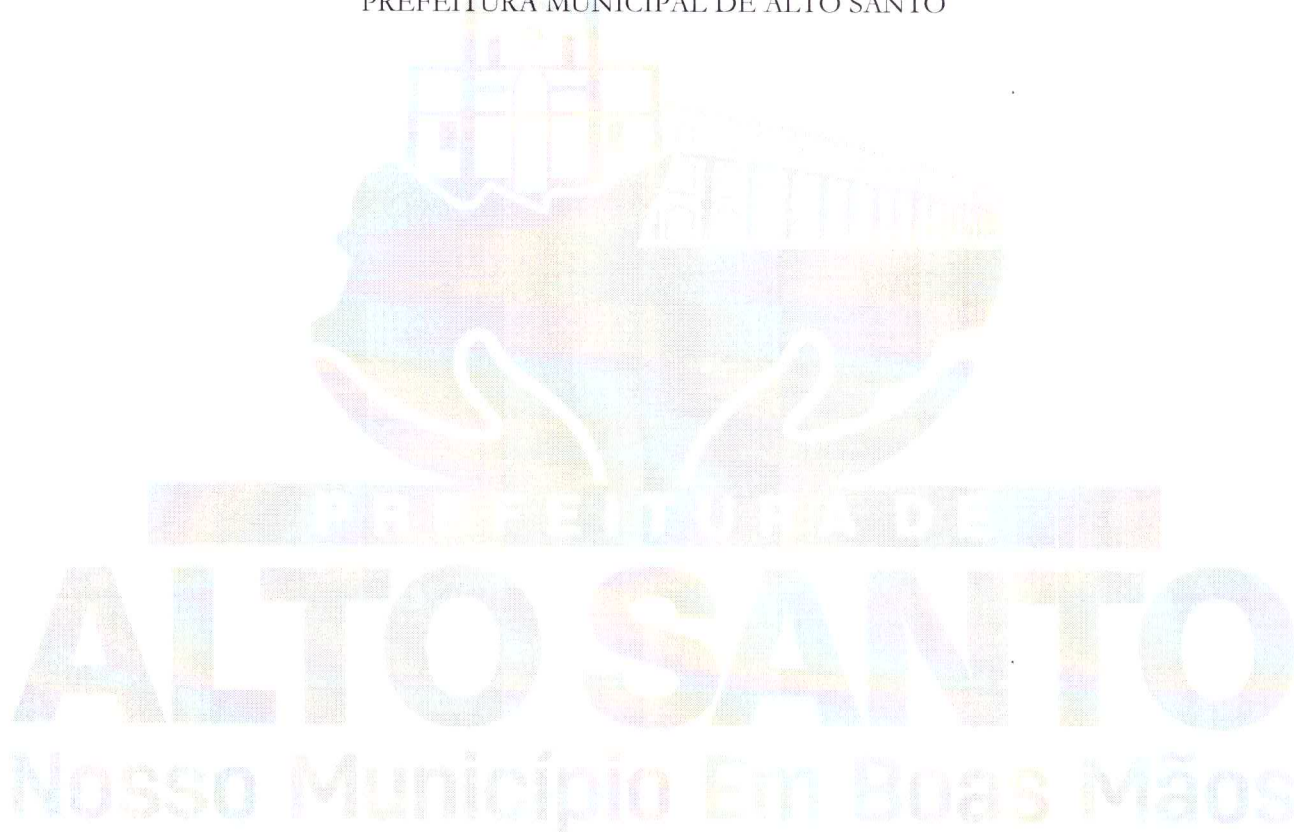 PREFEITURA MUNICIPAL DE ALTO SANTO
PREFEITURA DE
ALTO SANTO
Nosso Município Em Boas Mãos